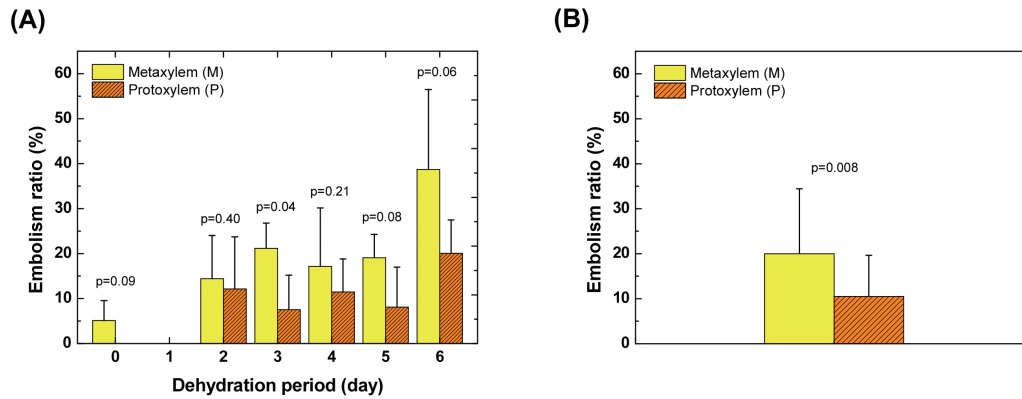 (A)
Metaxylem (M)
Protoxylem (P)
Embolism ratio (%)
60
50
40
30
20
10
0
p=0.09
p=0.40
p=0.04
p=0.21
p=0.08
p=0.06
0 1 2 3 4 5 6
Dehydration period (day)
(B)
Metaxylem (M)
Protoxylem (P)
Embolism ratio (%)
60
50
40
30
20
10
0
p=0.008